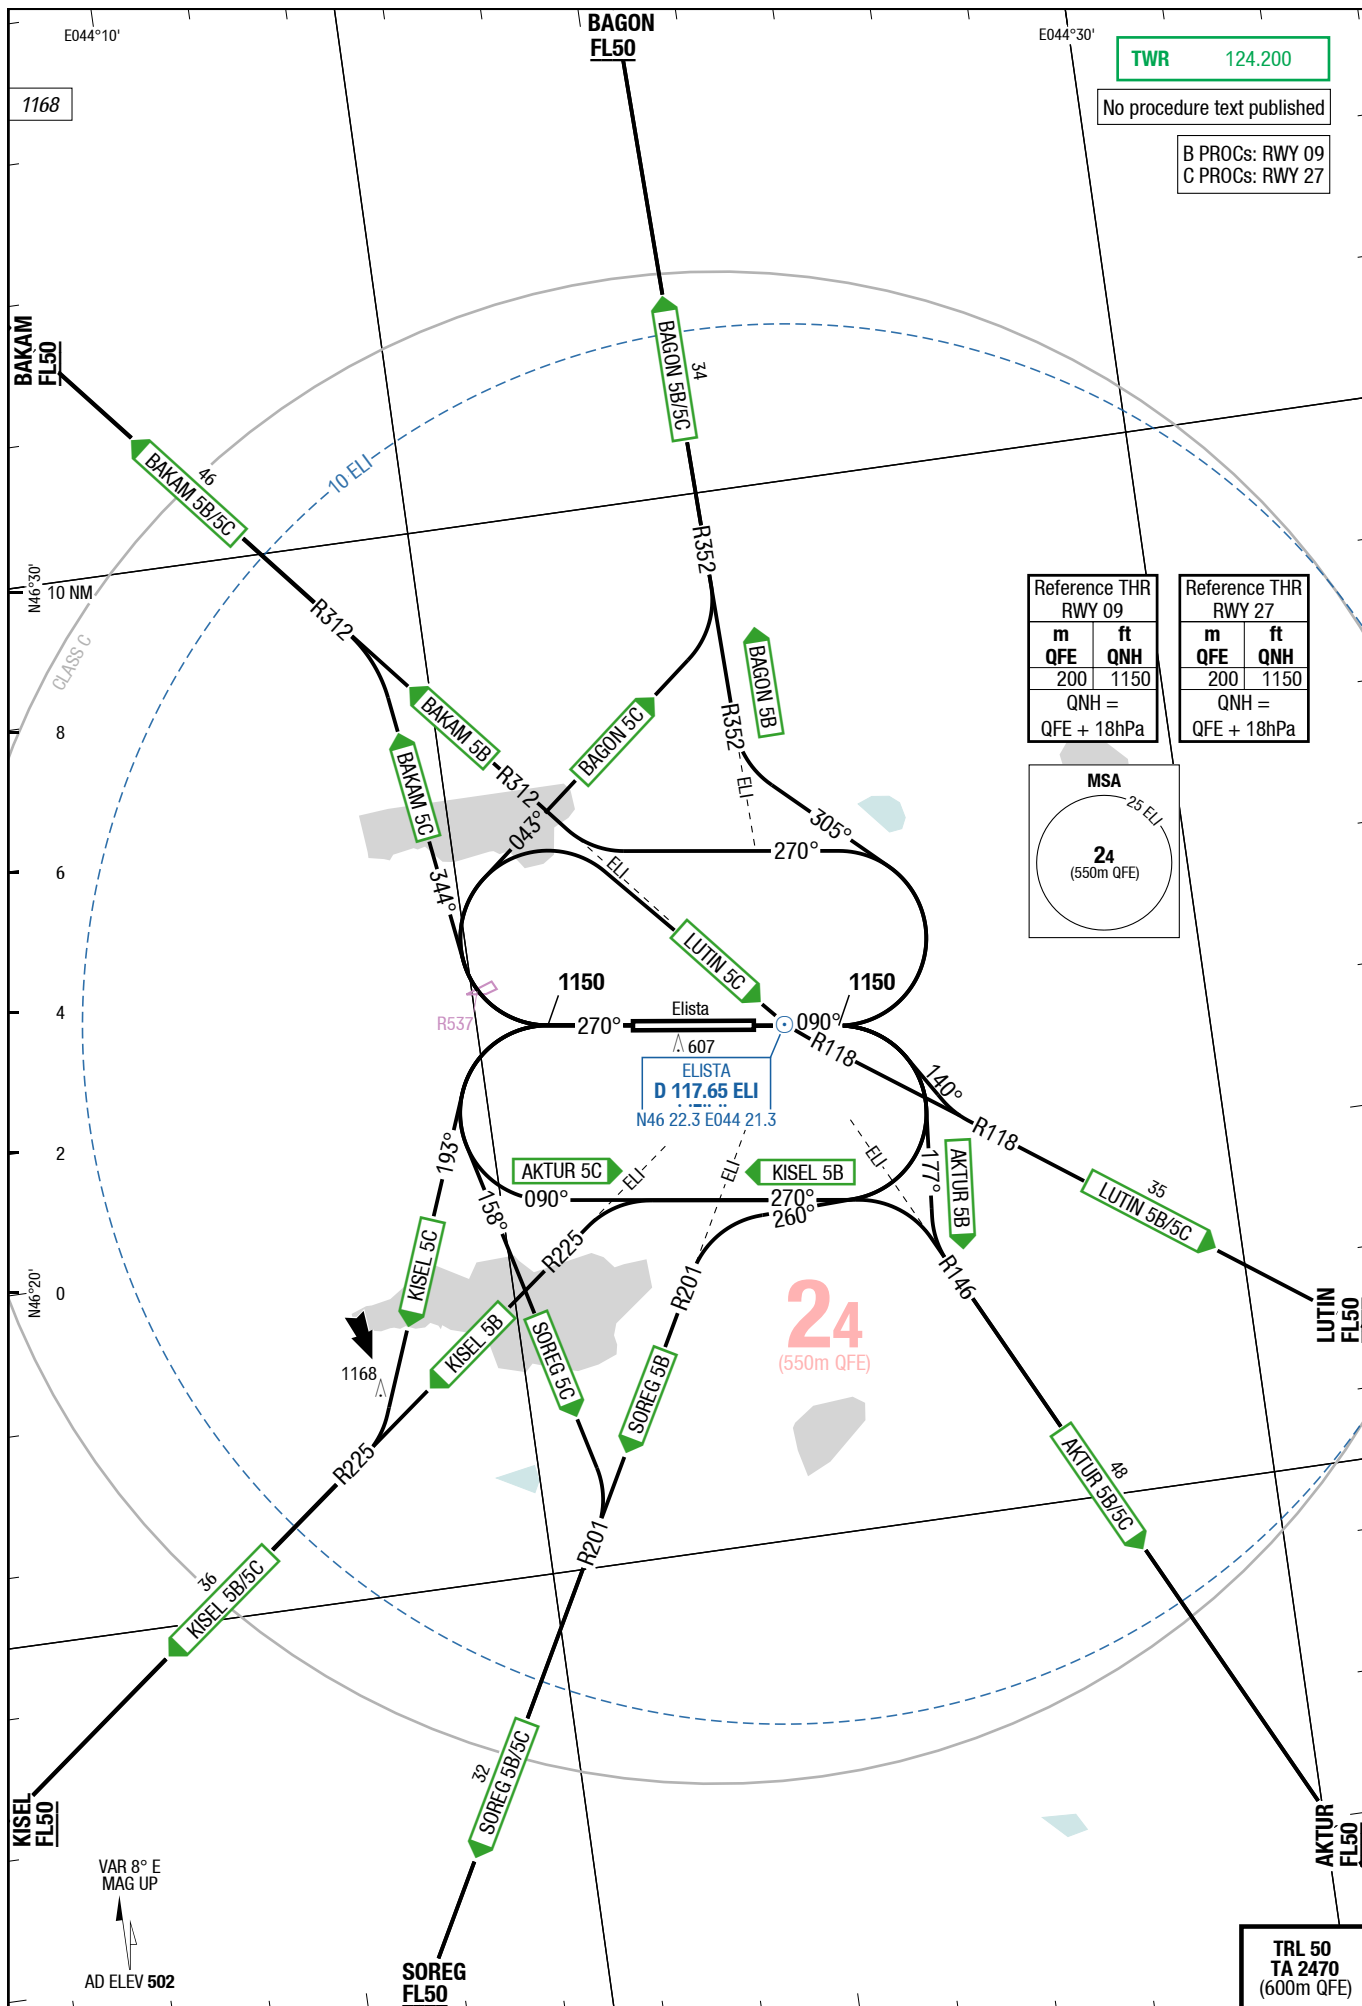 BAGON
FL50
E044°10'
E044°30'
TWR 124.200
1168
No procedure text published
B PROCs: RWY 09
C PROCs: RWY 27
BAKAM
FL50
BAGON 5B/5C
34
BAKAM 5B/5C
46
10 ELI
R352
N46°30'
10 NM
CLASS C
R312
Reference THR
RWY 09
m ft
QFE QNH
200 1150
QNH =
QFE + 18hPa
Reference THR
RWY 27
m ft
QFE QNH
200 1150
QNH =
QFE + 18hPa
BAGON 5B
BAKAM 5B
BAGON 5C
R352
8
BAKAM 5C
R312
ELI
MSA
25 ELI
24
(550m QFE)
043°
305°
270°
ELI
6
344°
LUTIN 5C
1150
1150
Elista
4
R537
270°
090°
607
R118
ELISTA
D 117.65 ELI
N46 22.3 E044 21.3
140°
R118
2
193°
AKTUR 5C
ELI
ELI
KISEL 5B
ELI
177°
AKTUR 5B
158°
090°
270°
260°
35
LUTIN 5B/5C
KISEL 5C
R225
R201
R146
N46°20'
0
24
(550m QFE)
LUTIN
FL50
KISEL 5B
SOREG 5C
SOREG 5B
1168
R225
AKTUR 5B/5C
48
R201
36
KISEL 5B/5C
32
SOREG 5B/5C
KISEL
FL50
AKTUR
FL50
VAR 8° E
MAG UP
AD ELEV 502
SOREG
FL50
TRL 50
TA 2470
(600m QFE)